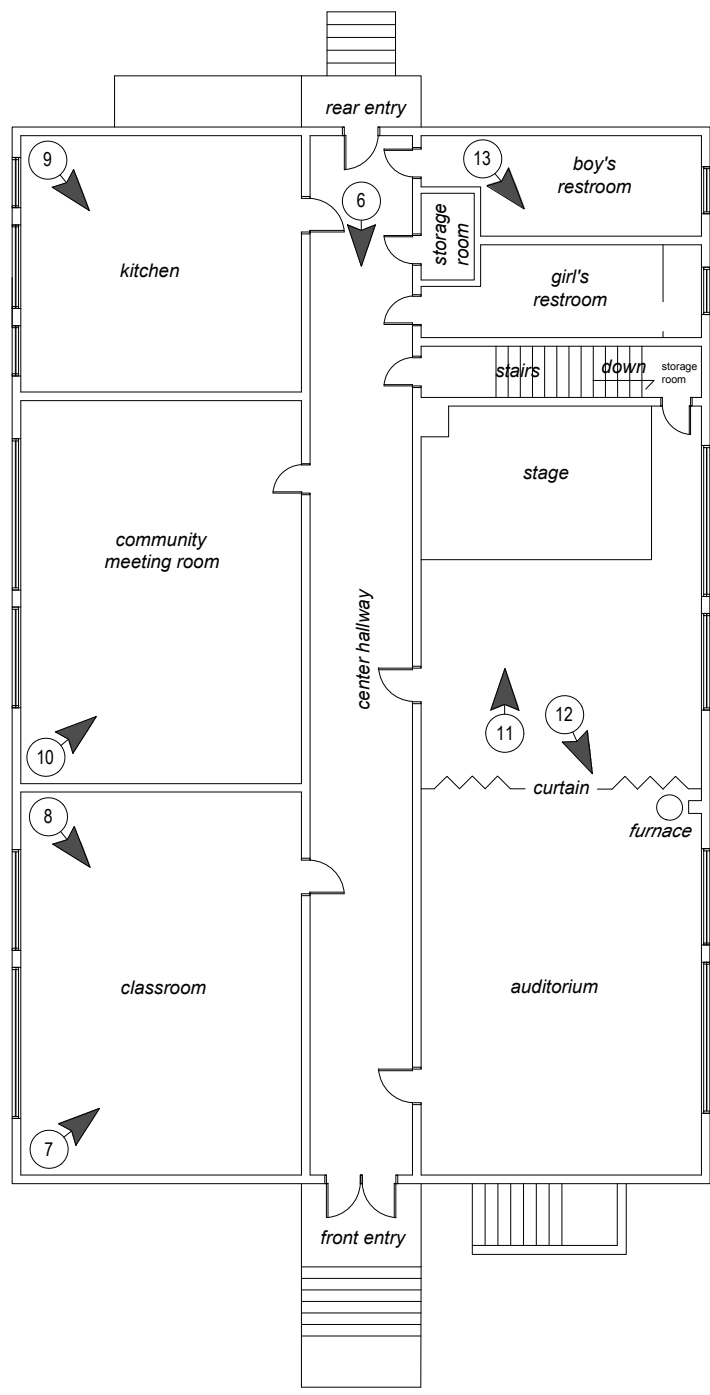 rear entry
9
13
boy's
restroom
6
storage
room
kitchen
girl's
restroom
stairs
down
storage
room
stage
community
meeting room
center hallway
11
12
10
curtain
8
furnace
classroom
auditorium
7
front entry